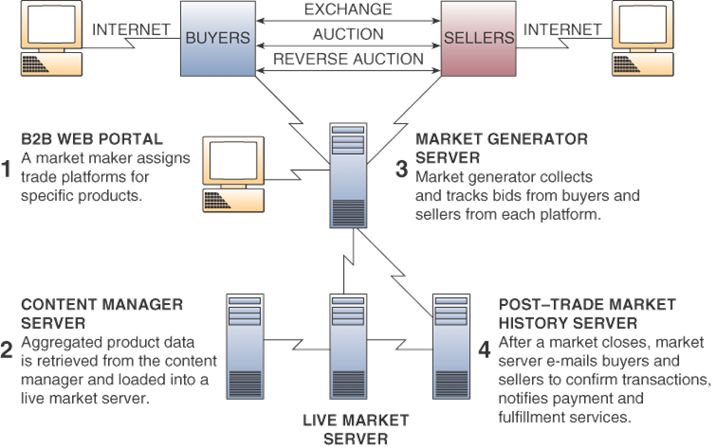 EXCHANGE
INTERNET
BUYERS
AUCTION
SELLERS
INTERNET
REVERSE AUCTION
B2B WEB PORTAL
1
A market maker assigns
trade platforms for
specific products.
MARKET GENERATOR
SERVER
3
Market generator collects
and tracks bids from buyers and
sellers from each platform.
CONTENT MANAGER
SERVER
2
Aggregated product data
is retrieved from the content
manager and loaded into a
live market server.
LIVE MARKET
SERVER
POST–TRADE MARKET
HISTORY SERVER
4
After a market closes, market
server e-mails buyers and
sellers to confirm transactions,
notifies payment and
fulfillment services.